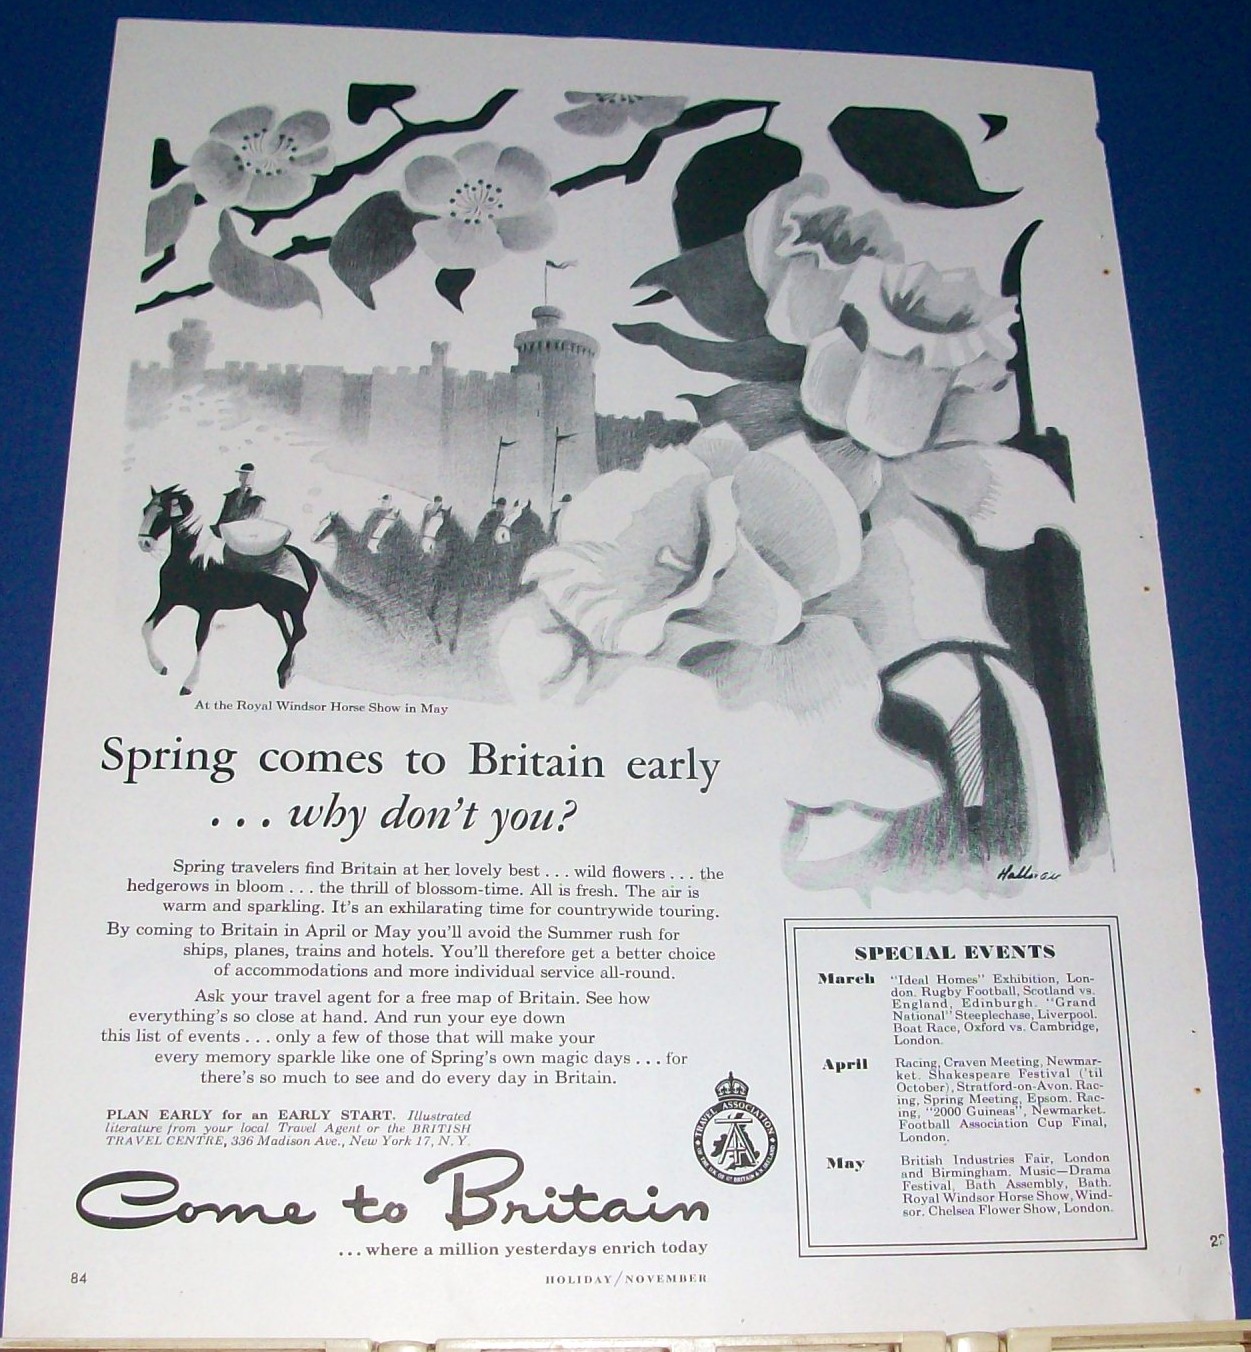 Halloran
At the Royal Windsor Horse Show in May
Spring comes to Britain early
. . . why don't you?
Spring travelers find Britain at her lovely best . . . wild flowers . . . the
hedgerows in bloom . . . the thrill of blossom-time. All is fresh. The air is
warm and sparkling. It's an exhilarating time for countrywide touring.
By coming to Britain in April or May you'll avoid the Summer rush for
ships, planes, trains and hotels. You'll therefore get a better choice
of accommodations and more individual service all-round.
Ask your travel agent for a free map of Britain. See how
everything's so close at hand. And run your eye down
this list of events . . . only a few of those that will make your
every memory sparkle like one of Spring's own magic days . . . for
there's so much to see and do every day in Britain.
PLAN EARLY for an EARLY START. Illustrated
literature from your local Travel Agent or the BRITISH
TRAVEL CENTRE, 336 Madison Ave., New York 17, N. Y.
TRAVEL ASSOCIATION
Come to Britain
. . . where a million yesterdays enrich today
SPECIAL EVENTS
March "Ideal Homes" Exhibition, Lon-
don. Rugby Football, Scotland vs.
England, Edinburgh. "Grand
National" Steeplechase, Liverpool.
Boat Race, Oxford vs. Cambridge,
London.
April Racing, Craven Meeting, Newmar-
ket. Shakespeare Festival ('til
October), Stratford-on-Avon. Rac-
ing, Spring Meeting, Epsom. Rac-
ing, "2000 Guineas", Newmarket.
Football Association Cup Final,
London.
May British Industries Fair, London
and Birmingham. Music—Drama
Festival, Bath Assembly, Bath.
Royal Windsor Horse Show, Wind-
sor. Chelsea Flower Show, London.
84
HOLIDAY/NOVEMBER